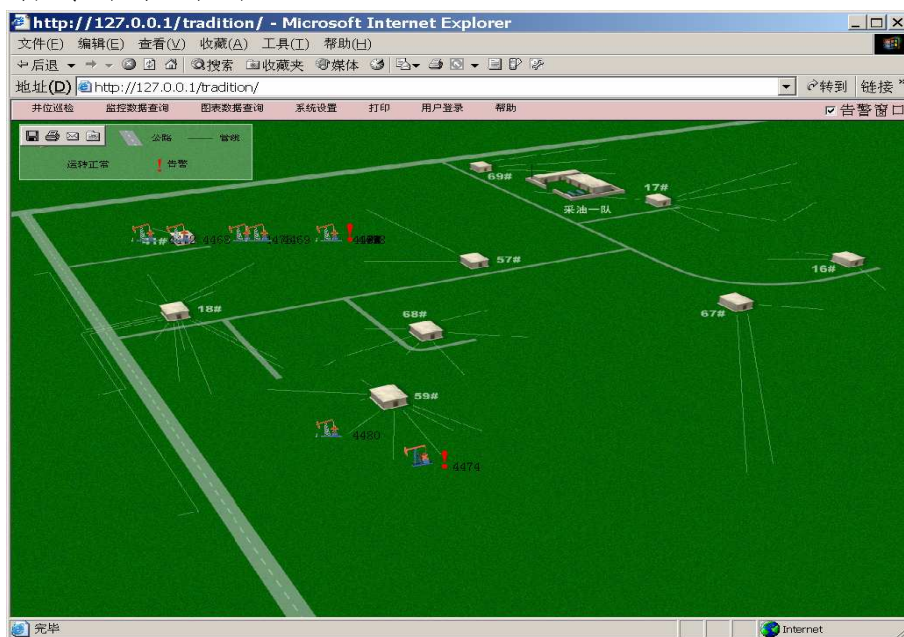 http://127.0.0.1/tradition/ - Microsoft Internet Explorer
文件(F) 编辑(E) 查看(V) 收藏(A) 工具(T) 帮助(H)
后退 搜索 收藏夹 媒体
地址(D) http://127.0.0.1/tradition/ 转到 链接 »
井位巡检 监控数据查询 图表数据查询 系统设置 打印 用户登录 帮助 告警窗口
公路 管线
运转正常 告警
69#
17#
采油一队
4468 4469
57#
16#
18#
68#
67#
59#
4480
4474
完毕 Internet